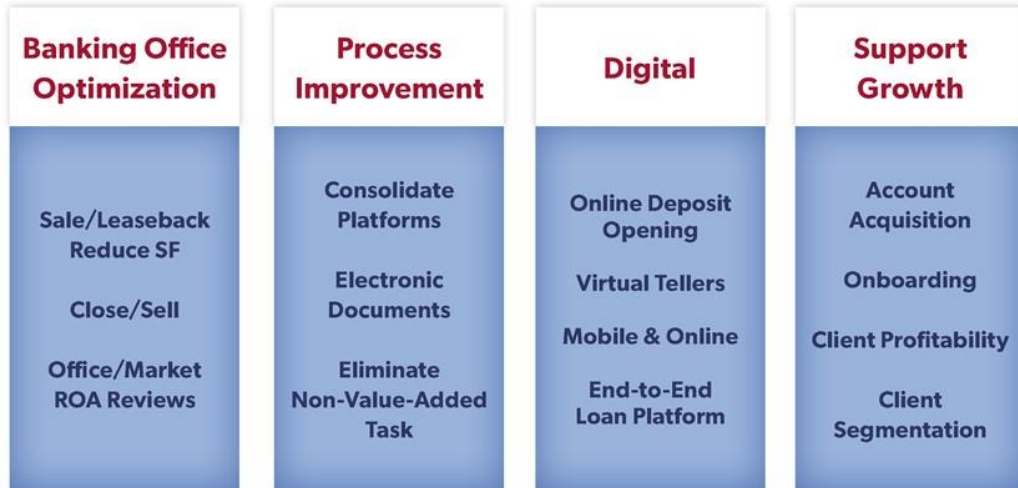 Banking Office
Optimization
Sale/Leaseback
Reduce SF
Close/Sell
Office/Market
ROA Reviews
Process
Improvement
Consolidate
Platforms
Electronic
Documents
Eliminate
Non-Value-Added
Task
Digital
Online Deposit
Opening
Virtual Tellers
Mobile & Online
End-to-End
Loan Platform
Support
Growth
Account
Acquisition
Onboarding
Client Profitability
Client
Segmentation